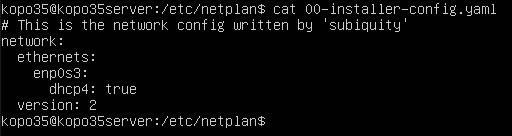 kopo35@kopo35server:/etc/netplan$ cat 00-installer-config.yaml
# This is the network config written by 'subiquity'
network:
  ethernets:
    enp0s3:
      dhcp4: true
  version: 2
kopo35@kopo35server:/etc/netplan$